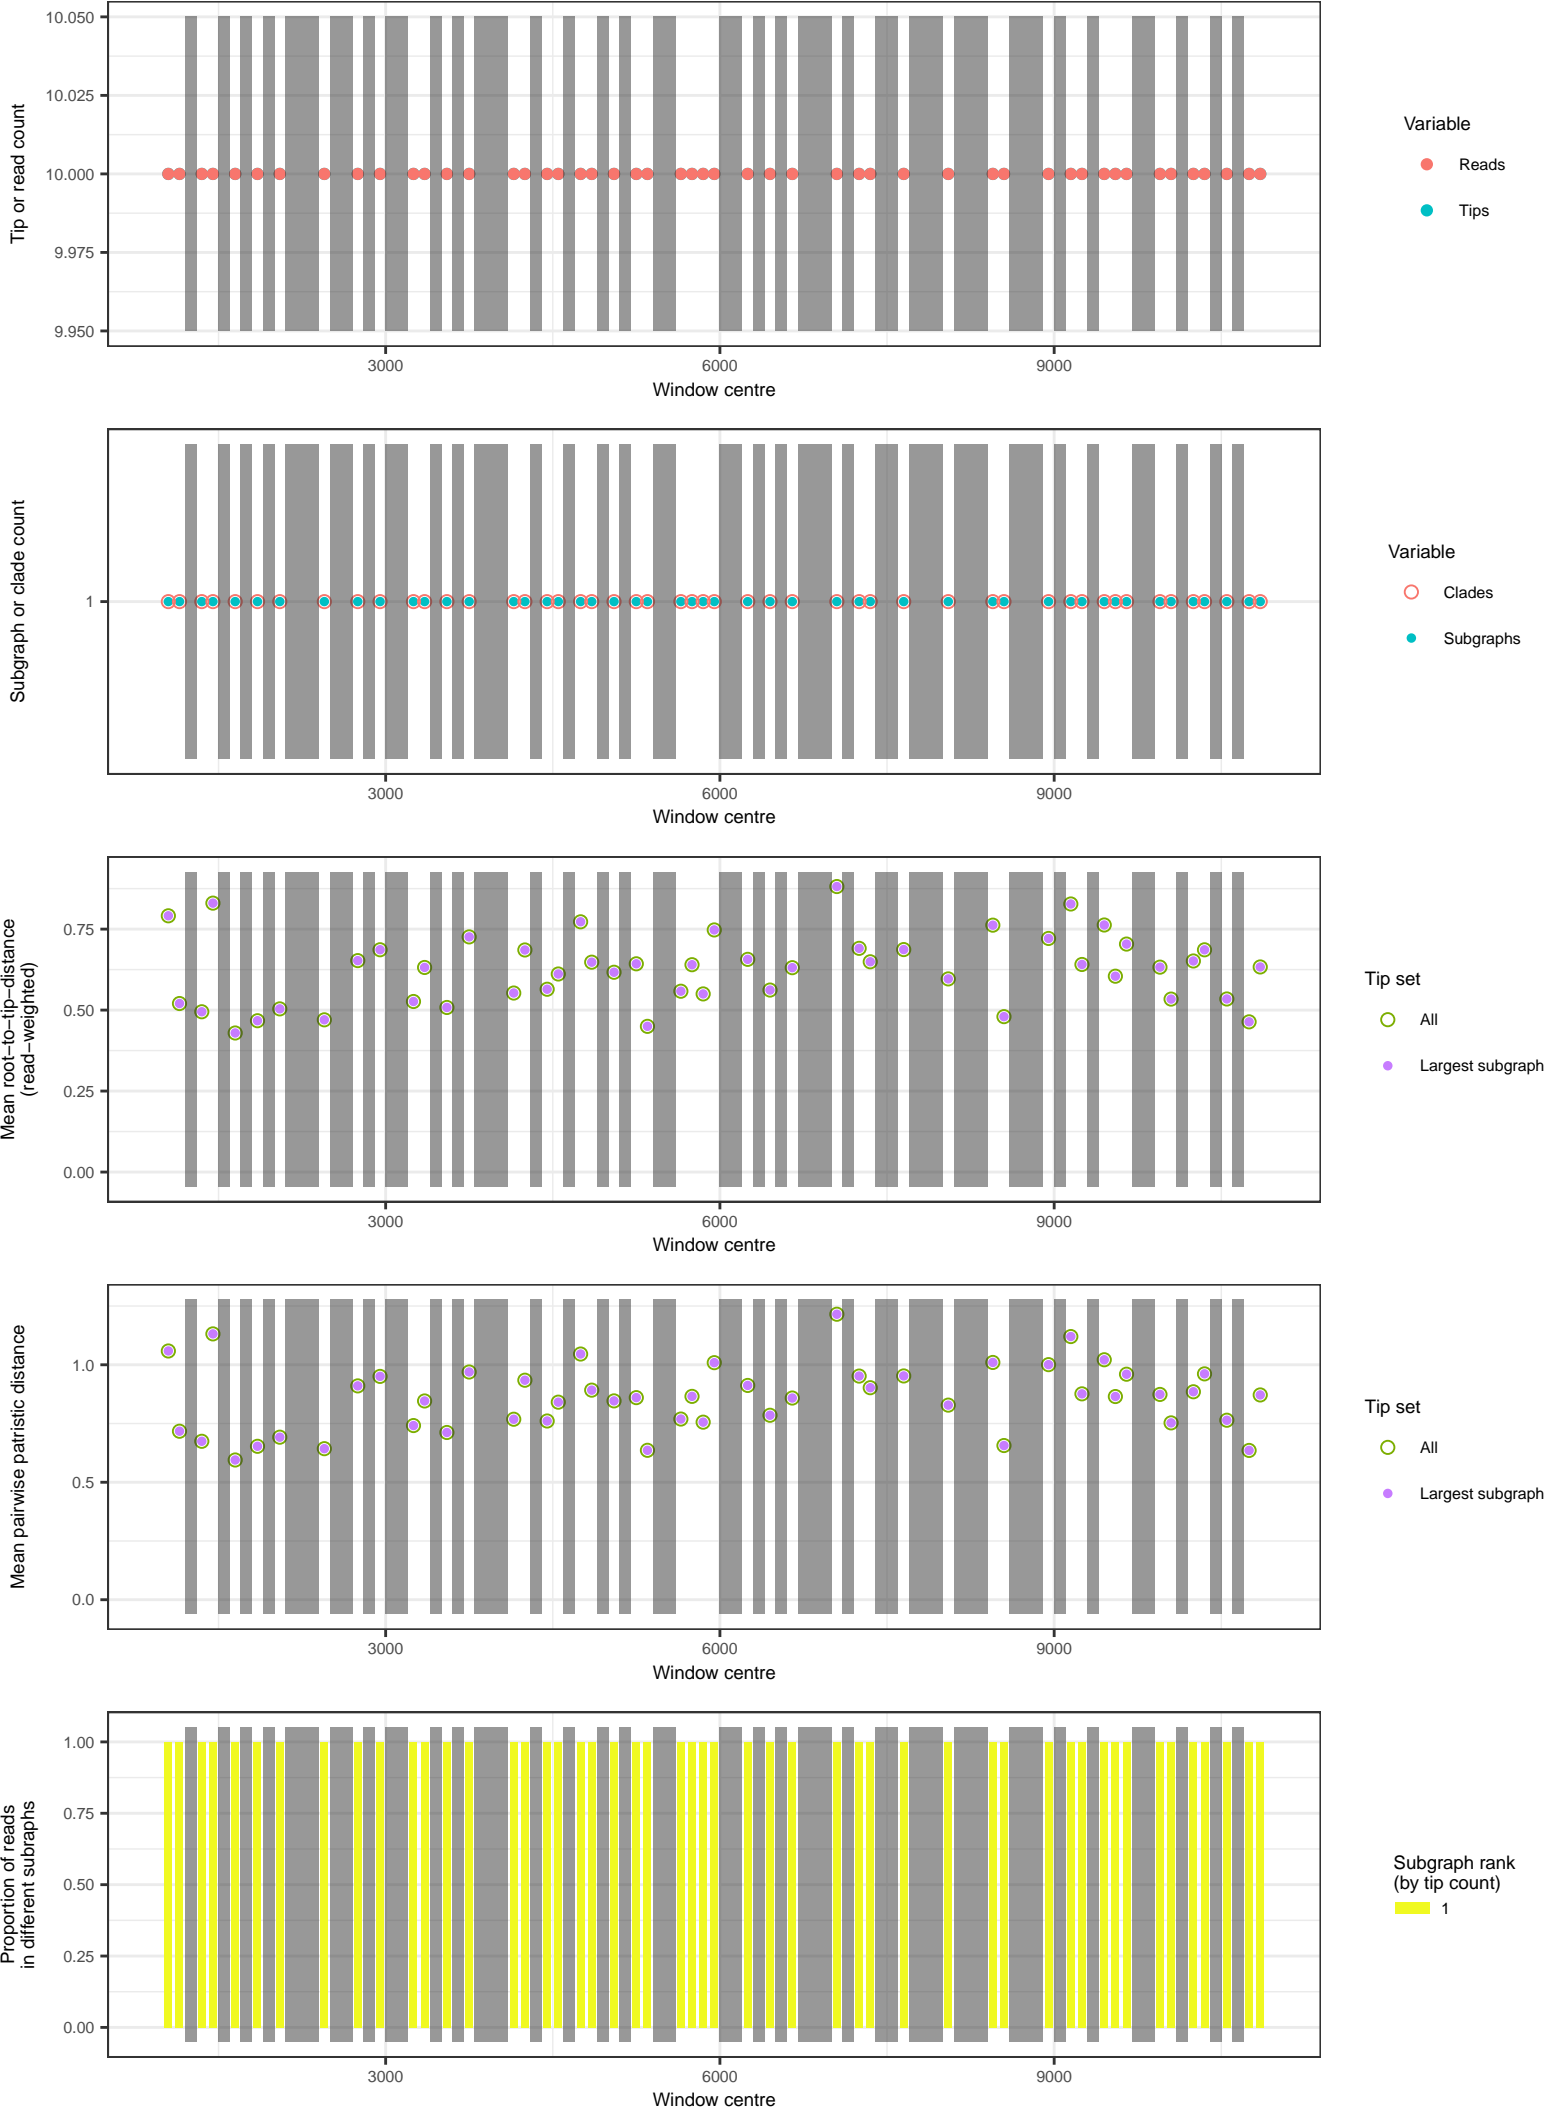 10.050
10.025
10.000
9.975
9.950
Tip or read count
3000
6000
9000
Window centre
Variable
Reads
Tips
1
Subgraph or clade count
3000
6000
9000
Window centre
Variable
Clades
Subgraphs
0.75
0.50
0.25
0.00
Mean root−to−tip−distance
(read−weighted)
3000
6000
9000
Window centre
Tip set
All
Largest subgraph
1.0
0.5
0.0
Mean pairwise patristic distance
3000
6000
9000
Window centre
Tip set
All
Largest subgraph
1.00
0.75
0.50
0.25
0.00
Proportion of reads
in different subraphs
3000
6000
9000
Window centre
Subgraph rank
(by tip count)
1